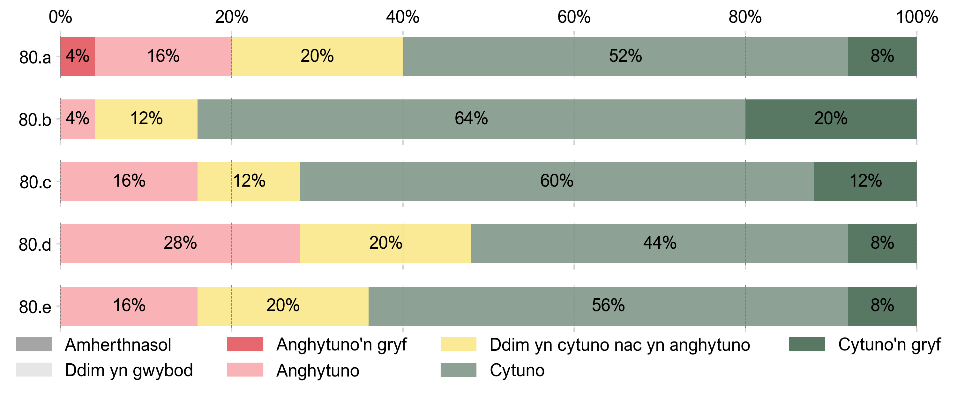 0% 20% 40% 60% 80% 100%
80.a 4% 16% 20% 52% 8%
80.b 4% 12% 64% 20%
80.c 16% 12% 60% 12%
80.d 28% 20% 44% 8%
80.e 16% 20% 56% 8%
Amherthnasol Anghytuno'n gryf Ddim yn cytuno nac yn anghytuno Cytuno'n gryf
Ddim yn gwybod Anghytuno Cytuno